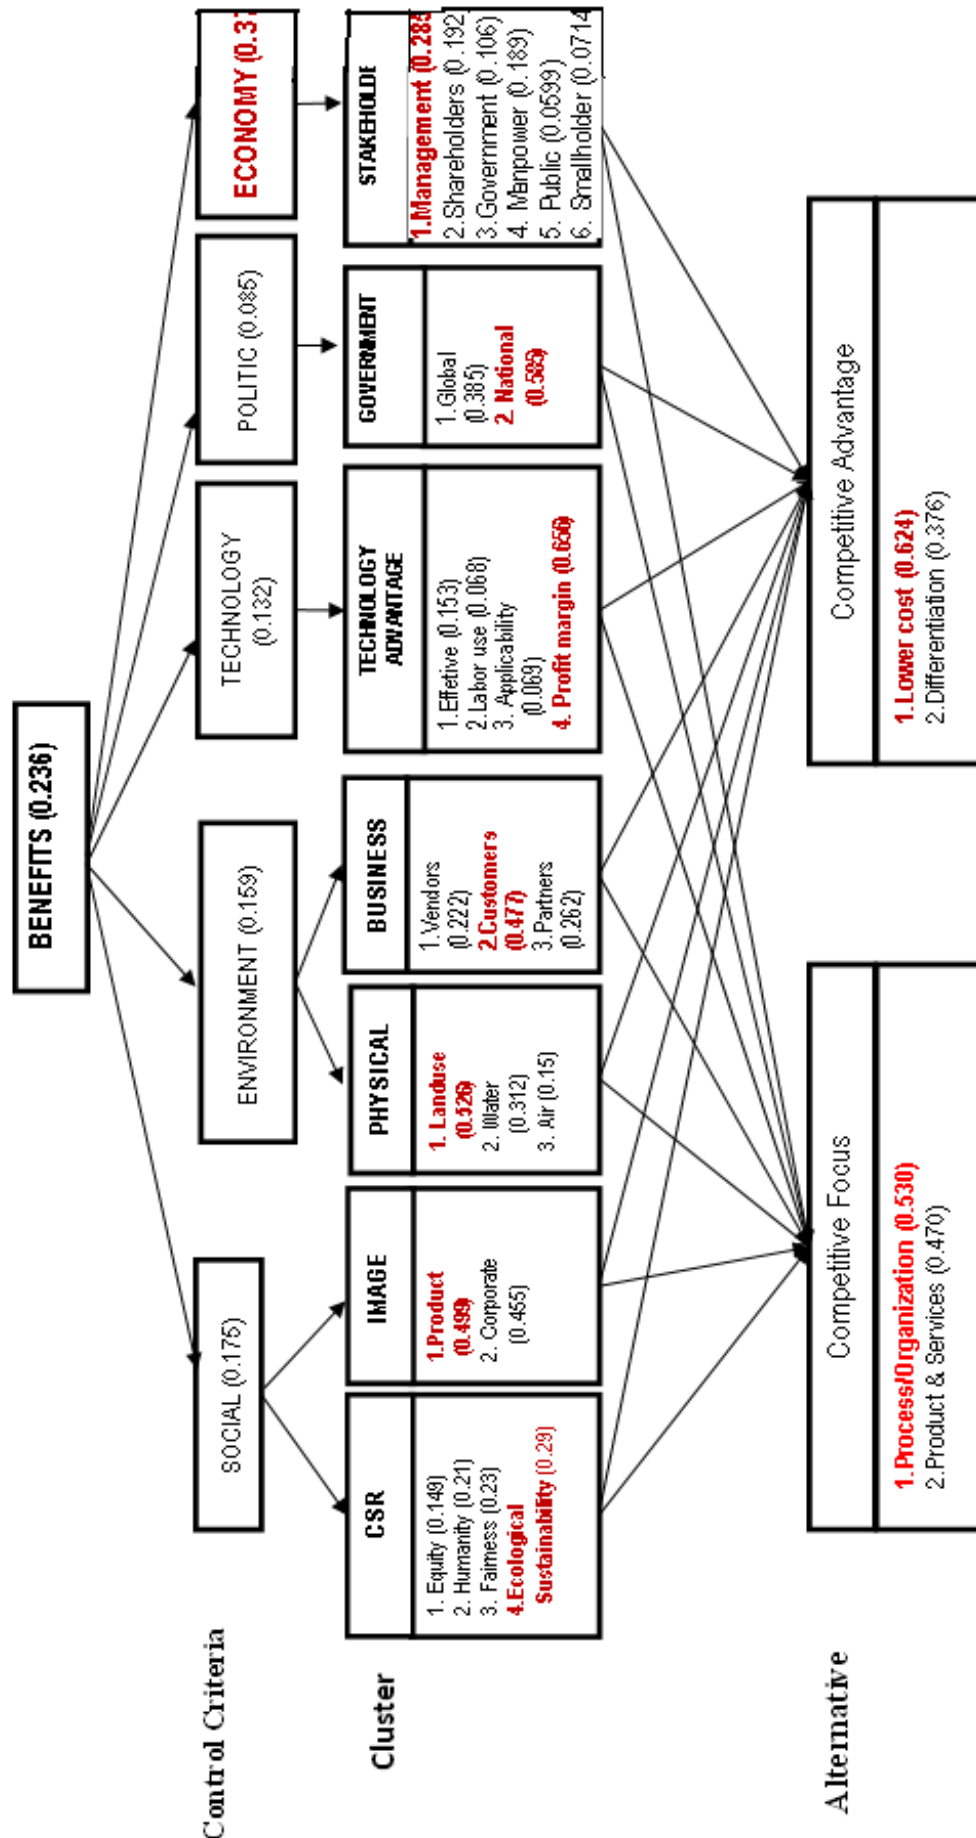 BENEFITS (0.236)
Control Criteria
SOCIAL (0.175)
ENVIRONMENT (0.159)
TECHNOLOGY
(0.132)
POLITIC (0.085)
ECONOMY (0.3
Cluster
CSR
1. Equity (0.149)
2. Humanity (0.21)
3. Fairness (0.23)
4.Ecological
Sustainability (0.29)
IMAGE
1.Product
(0.499)
2. Corporate
(0.455)
PHYSICAL
1. Landuse
(0.526)
2. Water
(0.312)
3. Air (0.15)
BUSINESS
1.Vendors
(0.222)
2.Customers
(0.477)
3.Partners
(0.262)
TECHNOLOGY
ADVANTAGE
1.Effetive (0.153)
2.Labor use (0.068)
3. Applicability
(0.069)
4. Profit margin (0.656)
GOVERNMENT
1.Global
(0.385)
2. National
(0.585)
STAKEHOLDE
1.Management (0.285
2.Shareholders (0.192
3.Government (0.106)
4. Manpower (0.189)
5. Public (0.0599)
6. Smallholder (0.0714
Alternative
Competitive Focus
1.Process/Organization (0.530)
2.Product & Services (0.470)
Competitive Advantage
1.Lower cost (0.624)
2.Differentiation (0.376)